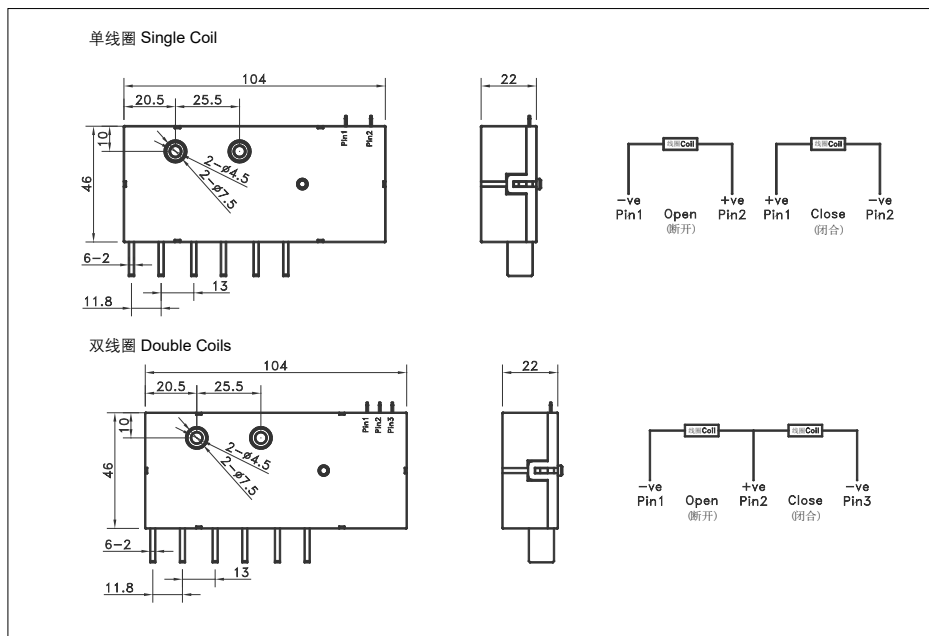 单线圈 Single Coil
104
20.5
25.5
10
46
2-ø4.5
2-ø7.5
Pin1
Pin2
6-2
13
11.8
22
线圈Coil
-ve
Pin1
Open
(断开)
+ve
Pin2
线圈Coil
+ve
Pin1
Close
(闭合)
-ve
Pin2
双线圈 Double Coils
104
20.5
25.5
10
46
2-ø4.5
2-ø7.5
Pin1
Pin2
Pin3
6-2
13
11.8
22
线圈Coil
线圈Coil
-ve
Pin1
Open
(断开)
+ve
Pin2
Close
(闭合)
-ve
Pin3